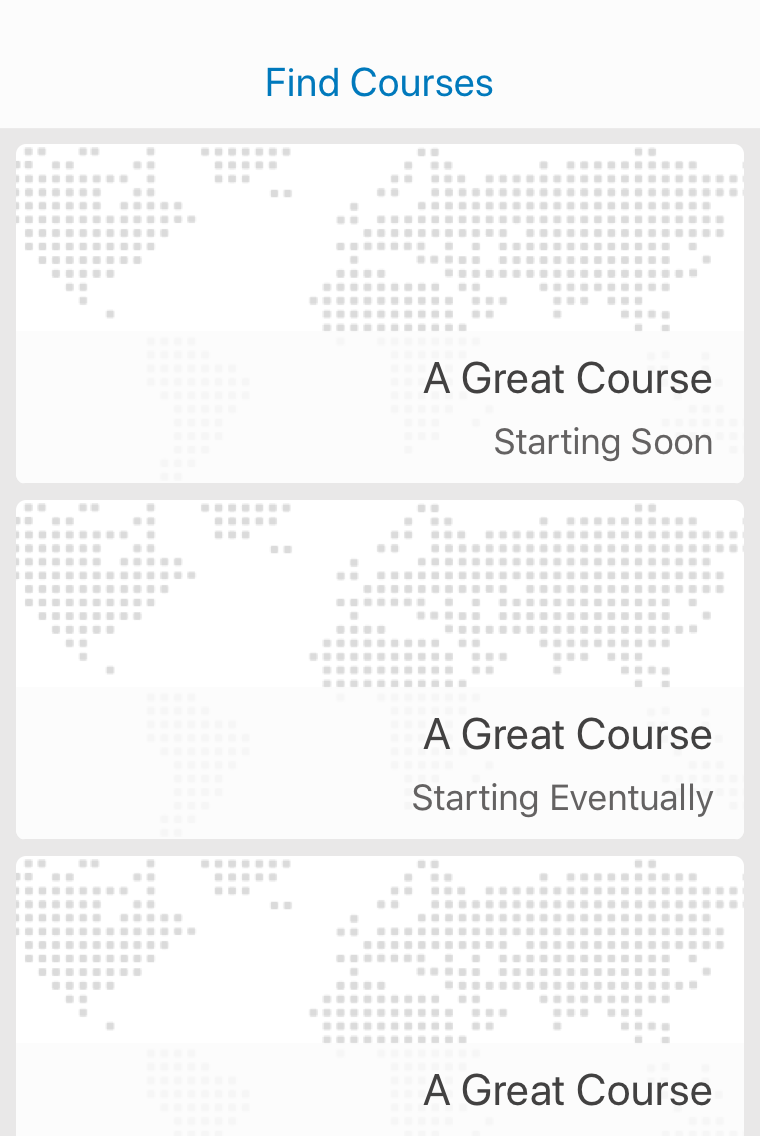 Find Courses
A Great Course
Starting Soon
A Great Course
Starting Eventually
A Great Course